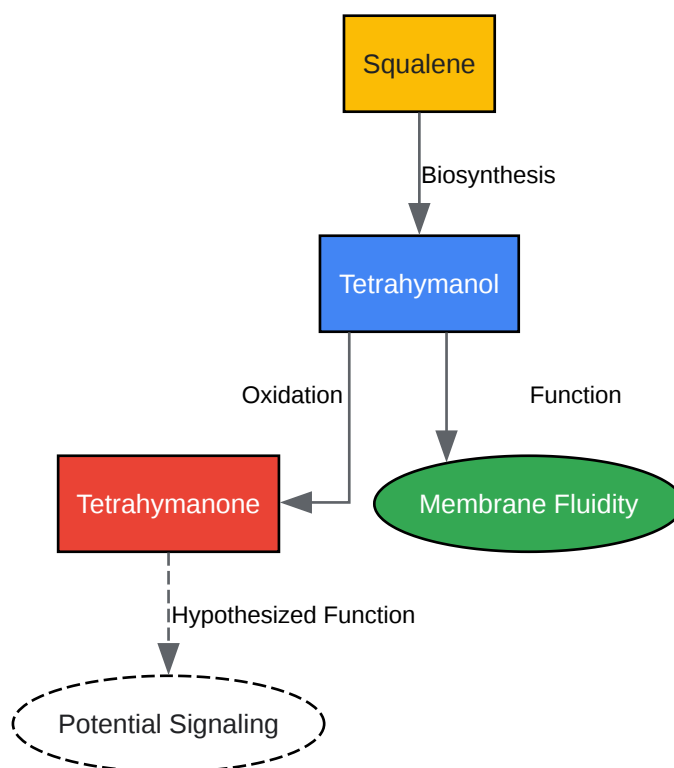 Squalene
Biosynthesis
Tetrahymanol
Oxidation
Function
Tetrahymanone
Membrane Fluidity
Hypothesized Function
Potential Signaling